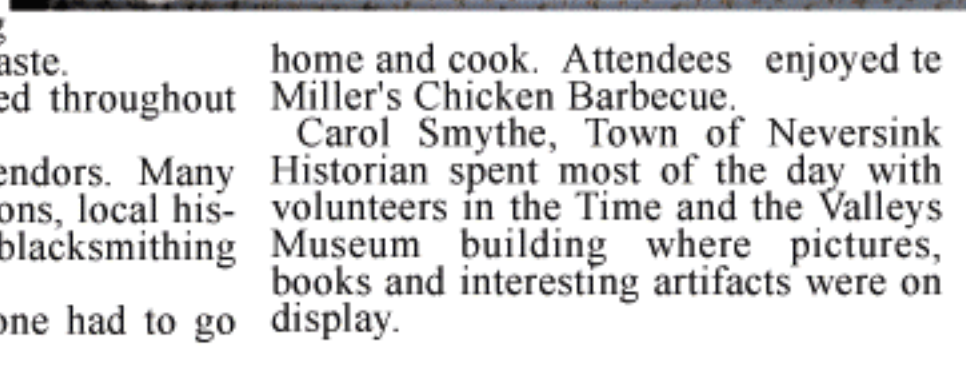 aste.
ed throughout
endors. Many
ons, local his-
blacksmithing
one had to go
home and cook. Attendees enjoyed te
Miller's Chicken Barbecue.
Carol Smythe, Town of Neversink
Historian spent most of the day with
volunteers in the Time and the Valleys
Museum building where pictures,
books and interesting artifacts were on
display.